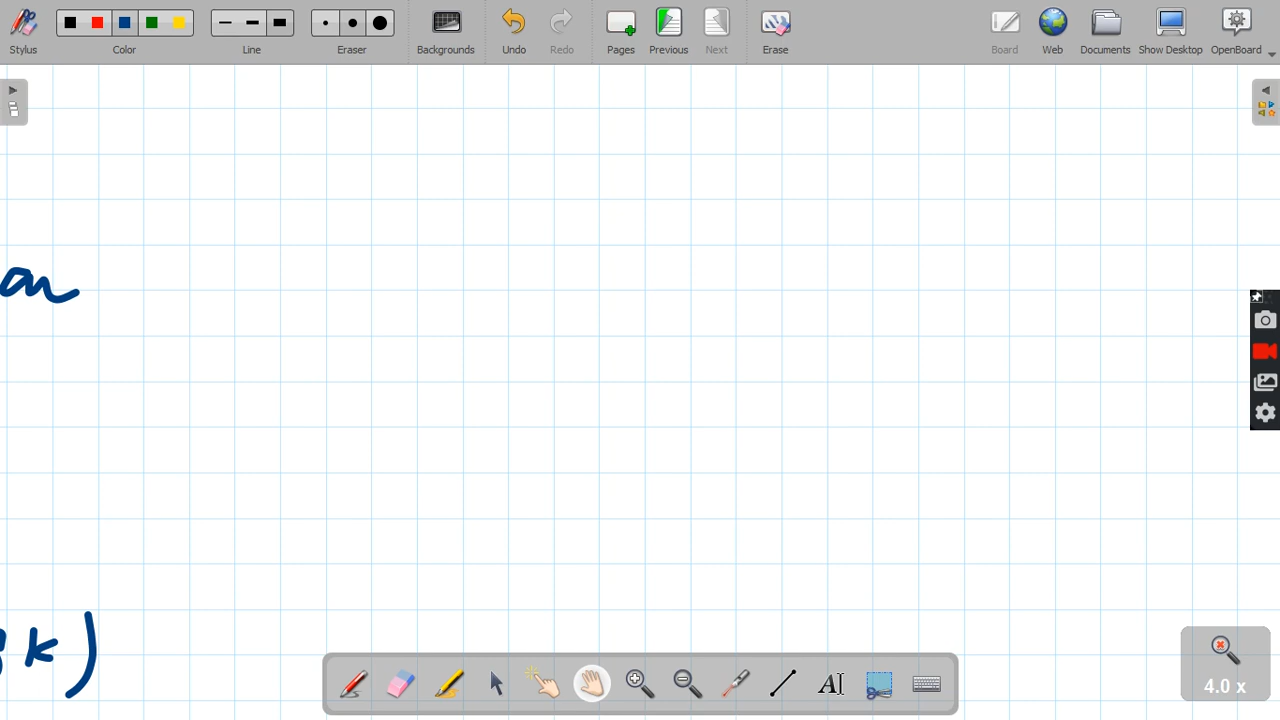 Stylus Color Line Eraser Backgrounds Undo Redo Pages Previous Next Erase Board Web Documents Show Desktop OpenBoard
k)
4.0 x